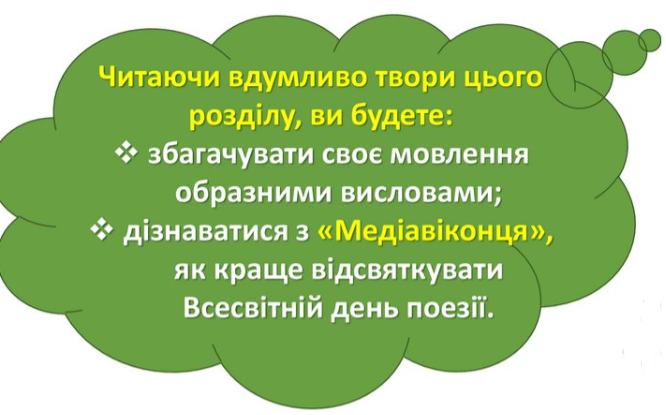 Читаючи вдумливо твори цього
розділу, ви будете:
❖ збагачувати своє мовлення
образними висловами;
❖ дізнаватися з «Медіавіконця»,
як краще відсвяткувати
Всесвітній день поезії.